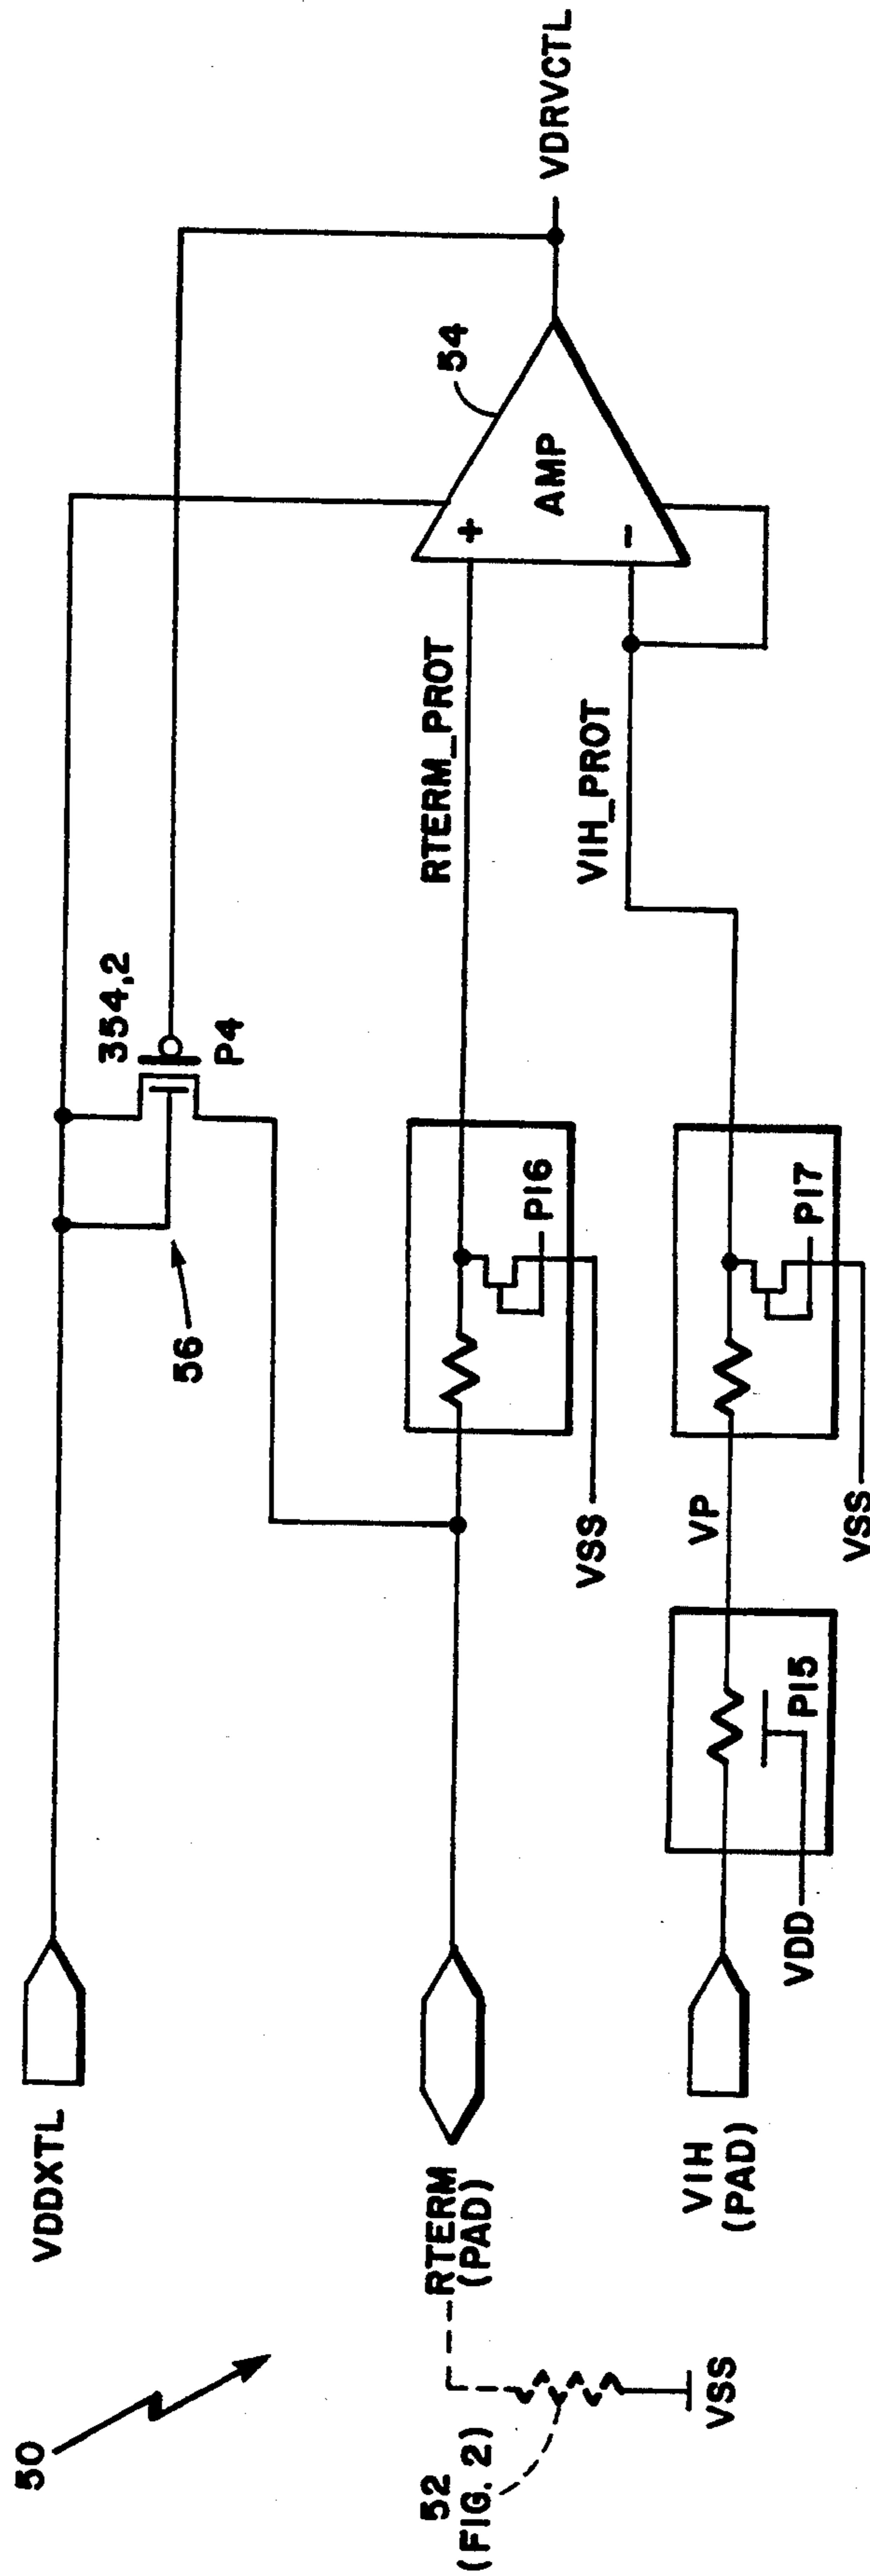 50
VDDXTL
52
(FIG. 2)
RTERM
(PAD)
VSS
VIH
(PAD)
VDD
PI5
VP
VSS
PI6
VSS
PI7
56
354,2
P4
RTERM_PROT
VIH_PROT
+
-
AMP
54
VDRVCTL